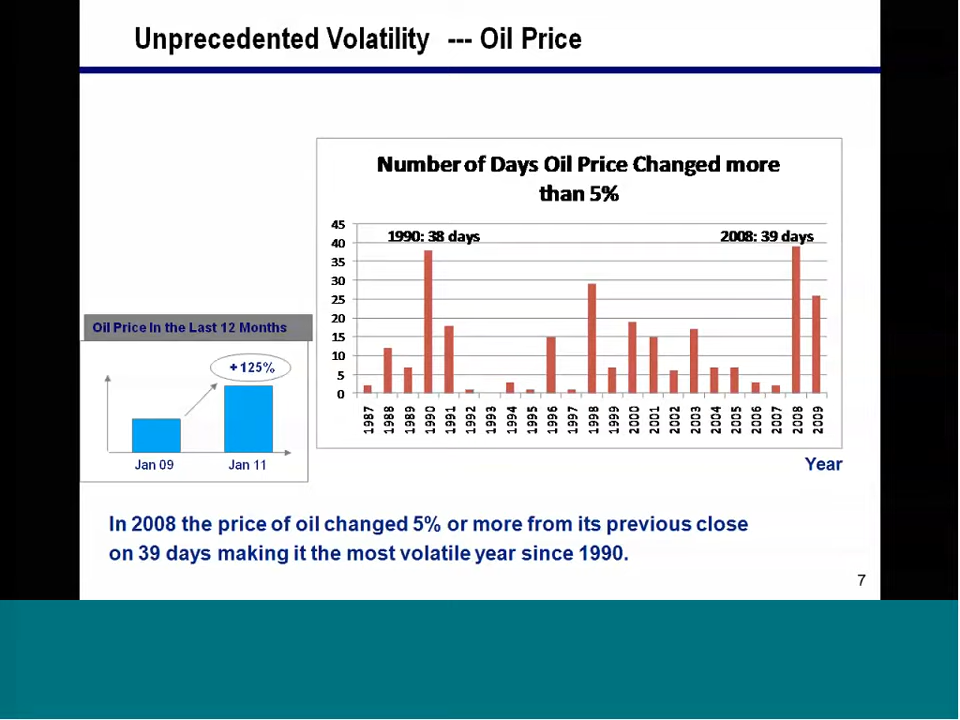 Unprecedented Volatility --- Oil Price
Number of Days Oil Price Changed more
than 5%
45
40
35
30
25
20
15
10
5
0
1990: 38 days
2008: 39 days
1987 1988 1989 1990 1991 1992 1993 1994 1995 1996 1997 1998 1999 2000 2001 2002 2003 2004 2005 2006 2007 2008 2009
Year
Oil Price In the Last 12 Months
+ 125%
Jan 09 Jan 11
In 2008 the price of oil changed 5% or more from its previous close
on 39 days making it the most volatile year since 1990.
7